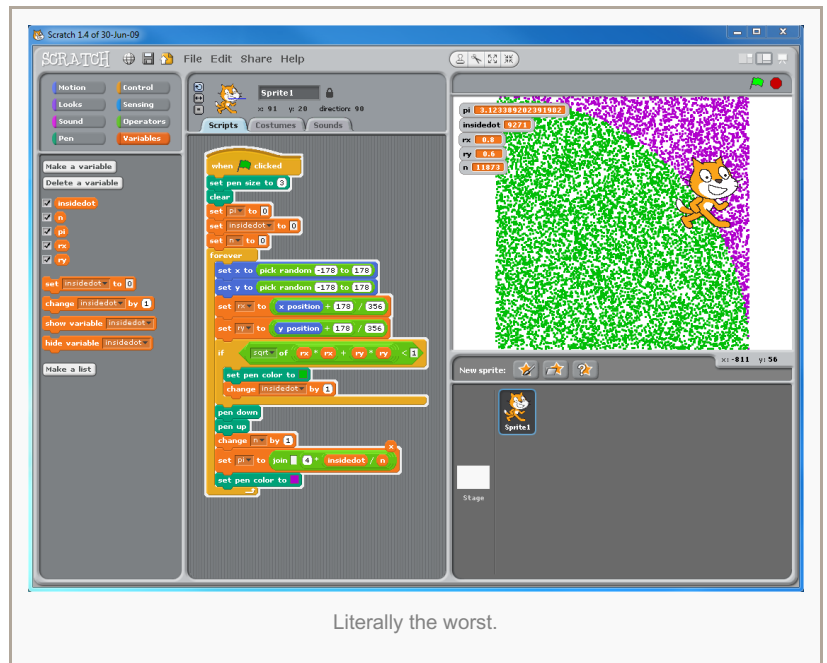 Scratch 1.4 of 30-Jun-09
SCRATCH File Edit Share Help
Motion Control
Looks Sensing
Sound Operators
Pen Variables
Make a variable
Delete a variable
insidedot
n
pi
rx
ry
set insidedot to 0
change insidedot by 1
show variable insidedot
hide variable insidedot
Make a list
Sprite1
x: 91 y: 20 direction: 90
Scripts Costumes Sounds
when clicked
set pen size to 3
clear
set pi to 0
set insidedot to 0
set n to 0
forever
set x to pick random -178 to 178
set y to pick random -178 to 178
set rx to x position + 178 / 356
set ry to y position + 178 / 356
if sqrt of rx * rx + ry * ry < 1
set pen color to
change insidedot by 1
pen down
pen up
change n by 1
set pi to join 4 * insidedot / n
set pen color to
pi 3.123389202391982
insidedot 9271
rx 0.8
ry 0.6
n 11873
x: -811 y: 56
New sprite:
Sprite1
Stage
Literally the worst.